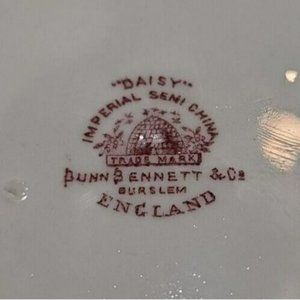 "DAISY"
IMPERIAL SEMI CHINA
TRADE MARK
DUNN BENNETT & Co
BURSLEM
ENGLAND